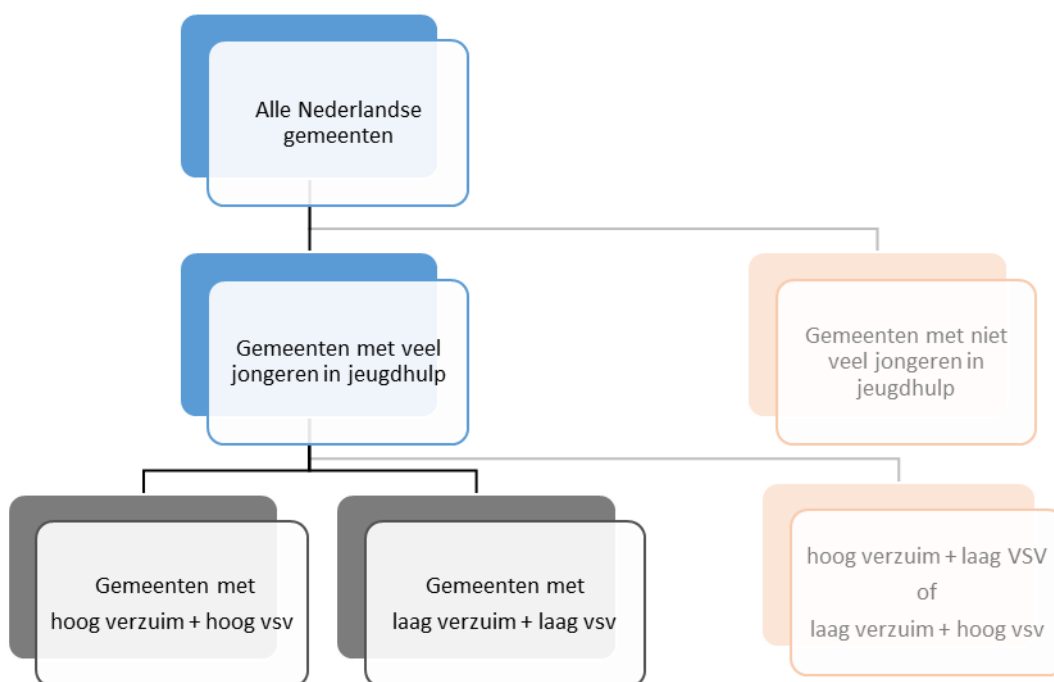 Alle Nederlandse
gemeenten
Gemeenten met veel
jongeren in jeugdhulp
Gemeenten met niet
veel jongeren in
jeugdhulp
Gemeenten met
hoog verzuim + hoog vsv
Gemeenten met
laag verzuim + laag vsv
hoog verzuim + laag VSV
of
laag verzuim + hoog vsv